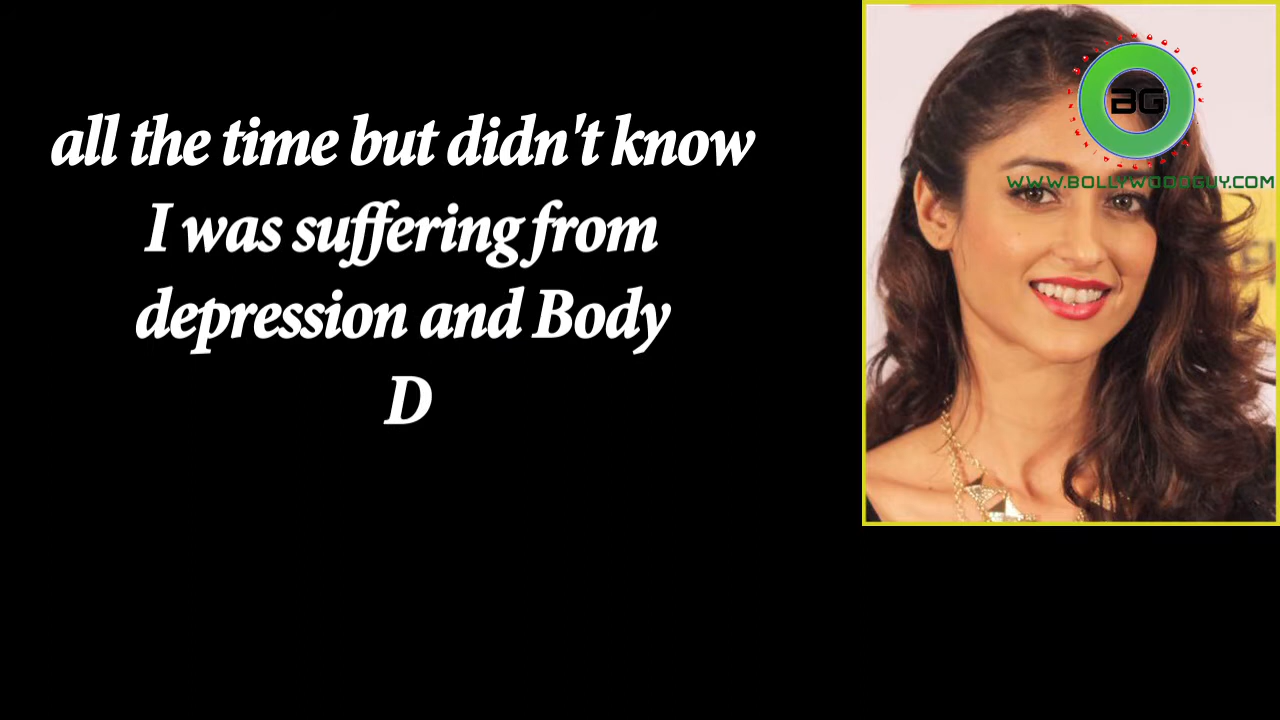 all the time but didn't know
I was suffering from
depression and Body
D
BG
WWW.BOLLYWOODGUY.COM